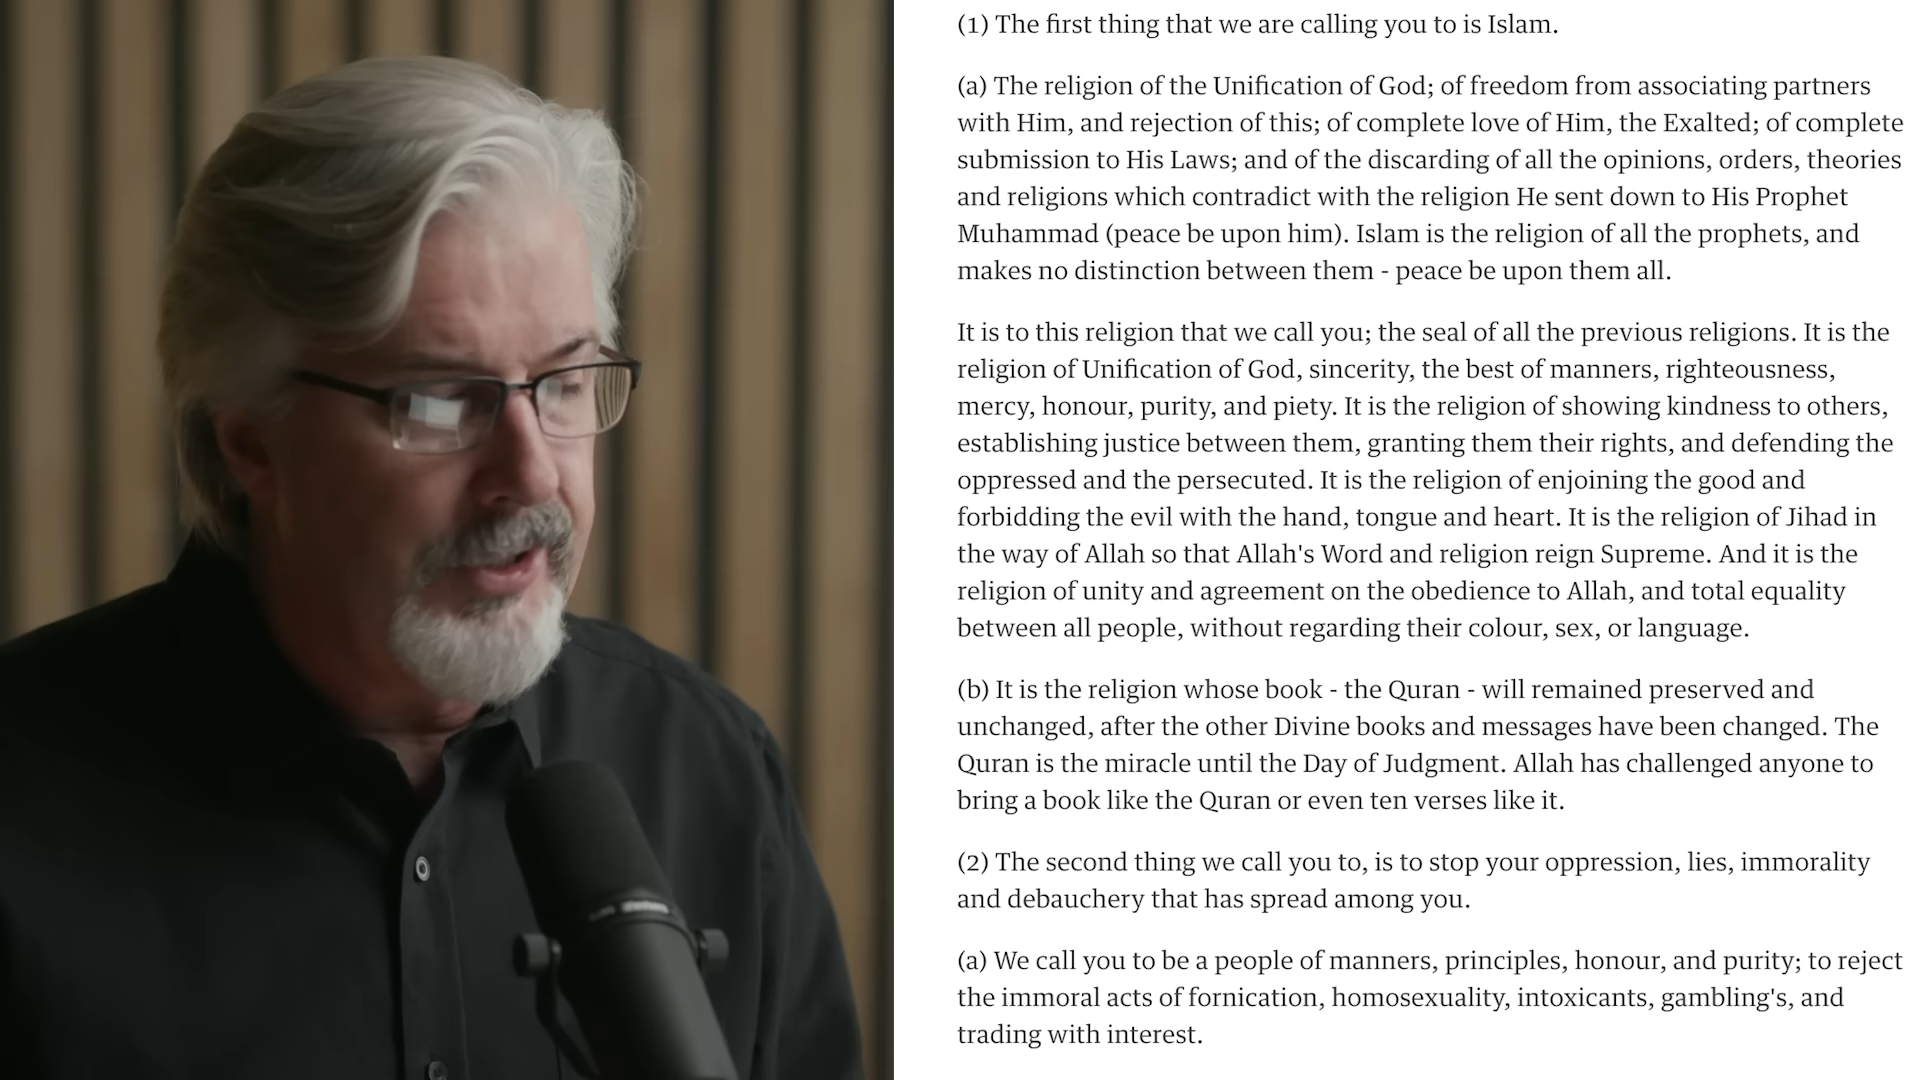 (1) The first thing that we are calling you to is Islam.
(a) The religion of the Unification of God; of freedom from associating partners
with Him, and rejection of this; of complete love of Him, the Exalted; of complete
submission to His Laws; and of the discarding of all the opinions, orders, theories
and religions which contradict with the religion He sent down to His Prophet
Muhammad (peace be upon him). Islam is the religion of all the prophets, and
makes no distinction between them - peace be upon them all.
It is to this religion that we call you; the seal of all the previous religions. It is the
religion of Unification of God, sincerity, the best of manners, righteousness,
mercy, honour, purity, and piety. It is the religion of showing kindness to others,
establishing justice between them, granting them their rights, and defending the
oppressed and the persecuted. It is the religion of enjoining the good and
forbidding the evil with the hand, tongue and heart. It is the religion of Jihad in
the way of Allah so that Allah's Word and religion reign Supreme. And it is the
religion of unity and agreement on the obedience to Allah, and total equality
between all people, without regarding their colour, sex, or language.
(b) It is the religion whose book - the Quran - will remained preserved and
unchanged, after the other Divine books and messages have been changed. The
Quran is the miracle until the Day of Judgment. Allah has challenged anyone to
bring a book like the Quran or even ten verses like it.
(2) The second thing we call you to, is to stop your oppression, lies, immorality
and debauchery that has spread among you.
(a) We call you to be a people of manners, principles, honour, and purity; to reject
the immoral acts of fornication, homosexuality, intoxicants, gambling's, and
trading with interest.